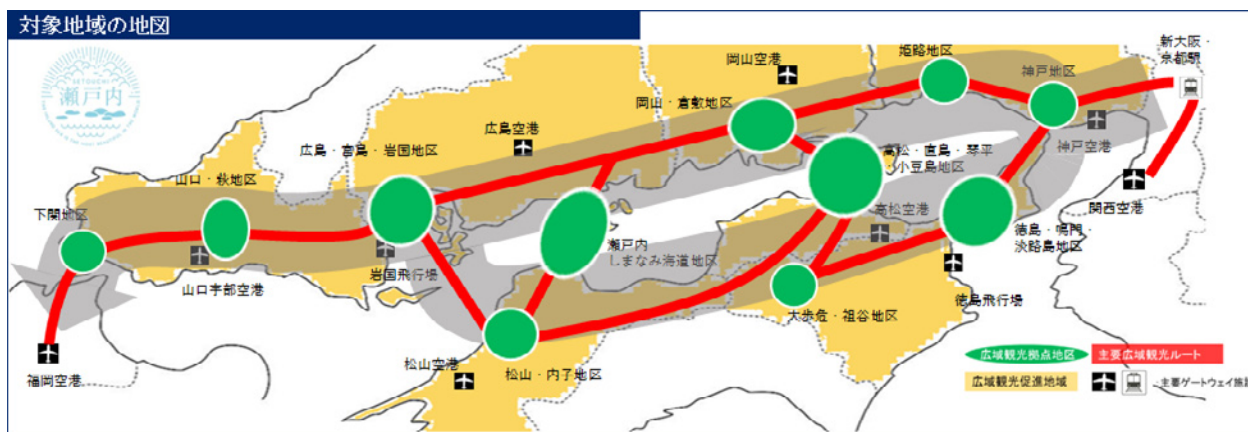 対象地域の地図
SETOUCHI
瀬戸内
新大阪・
京都駅
姫路地区
岡山空港
神戸地区
岡山・倉敷地区
広島空港
神戸空港
高松・直島・琴平
・小豆島地区
広島・宮島・岩国地区
山口・萩地区
下関地区
高松空港
関西空港
徳島・鳴門・
淡路島地区
瀬戸内
しまなみ海道地区
岩国飛行場
山口宇部空港
徳島飛行場
大歩危・祖谷地区
松山空港
松山・内子地区
福岡空港
広域観光拠点地区
主要広域観光ルート
広域観光促進地域
:主要ゲートウェイ施設